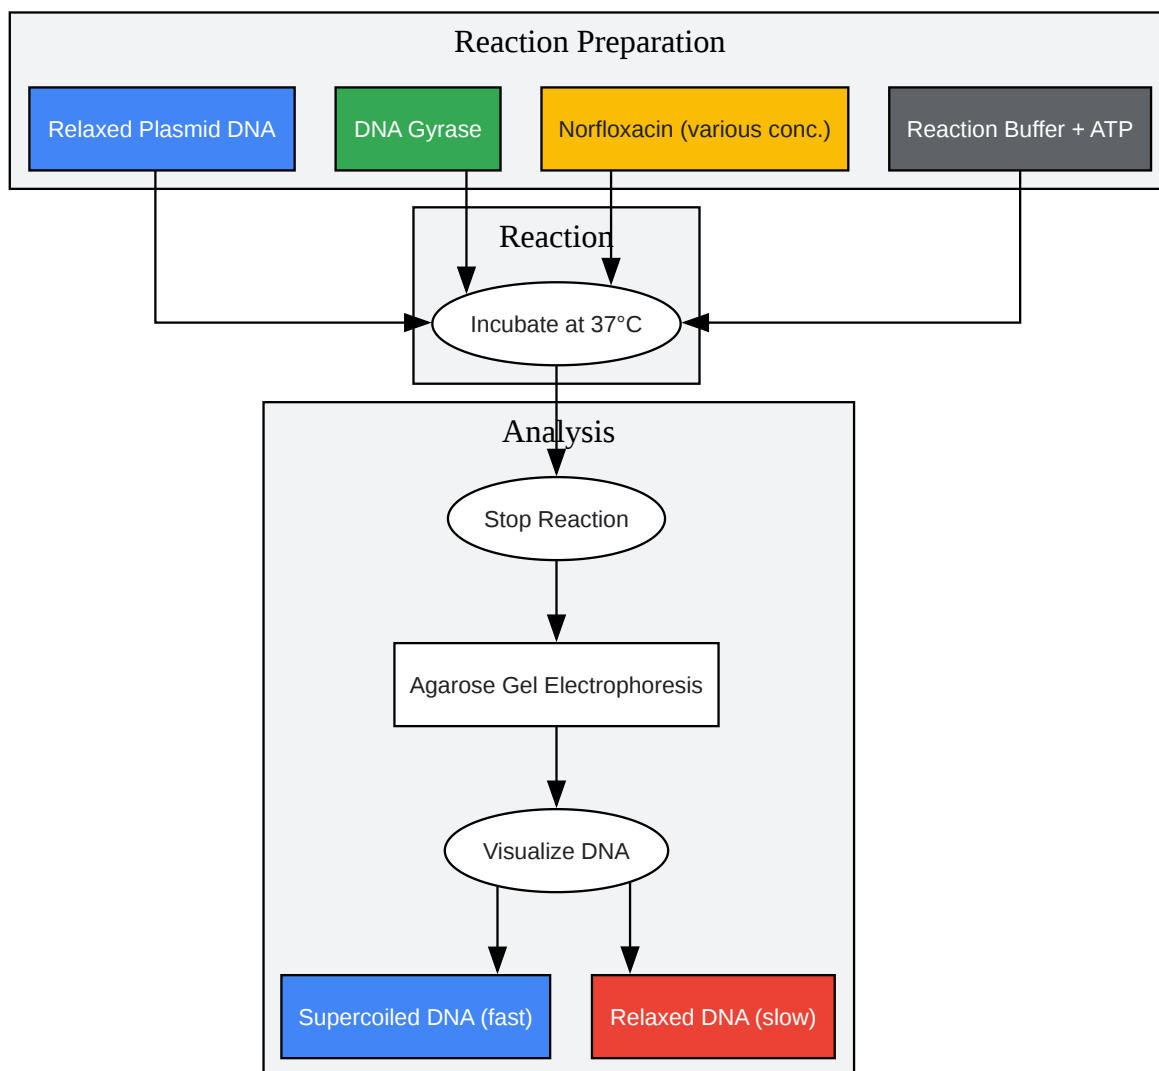 Reaction Preparation
Relaxed Plasmid DNA
DNA Gyrase
Norfloxacin (various conc.)
Reaction Buffer + ATP
Reaction
Incubate at 37°C
Analysis
Stop Reaction
Agarose Gel Electrophoresis
Visualize DNA
Supercoiled DNA (fast)
Relaxed DNA (slow)